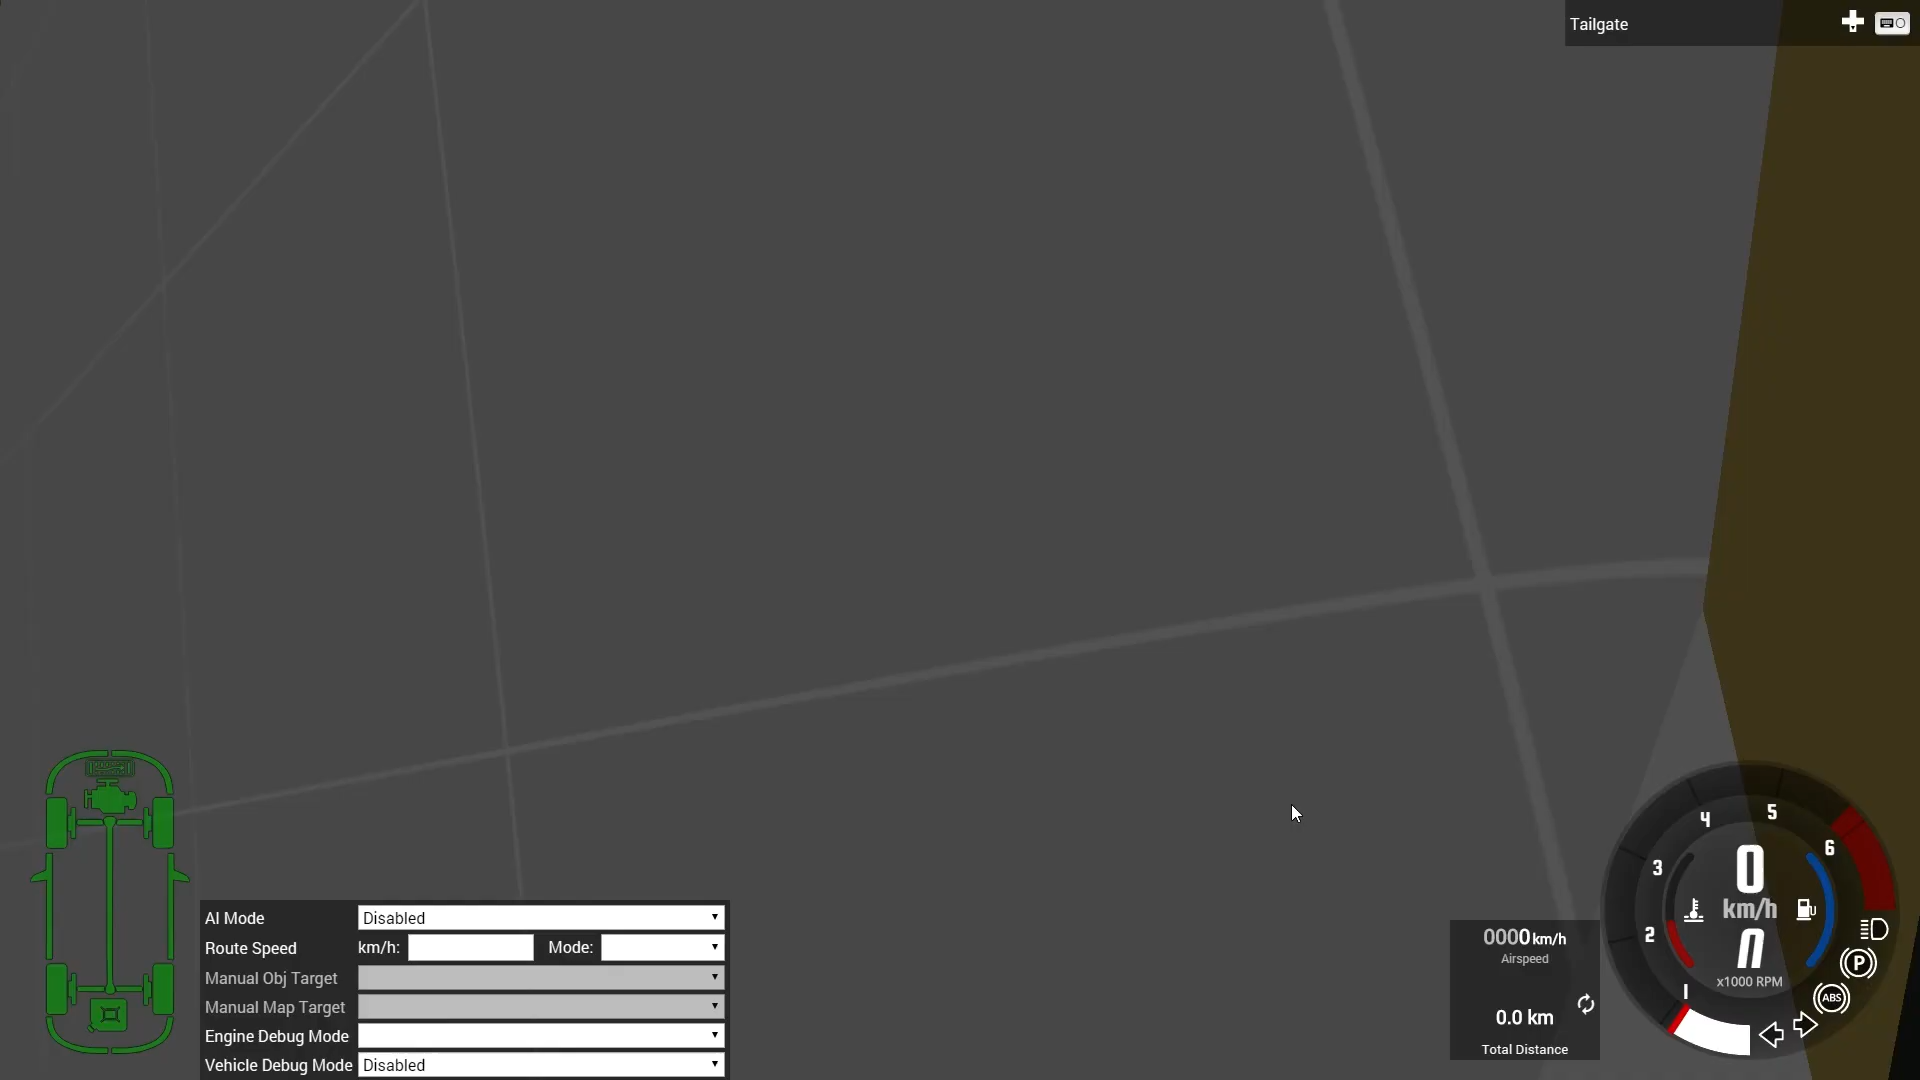 Tailgate
O
AI Mode Disabled
Route Speed km/h: Mode:
Manual Obj Target
Manual Map Target
Engine Debug Mode
Vehicle Debug Mode Disabled
0000km/h
Airspeed
0.0 km
Total Distance
1
2
3
4
5
6
0
km/h
n
x1000 RPM
P
ABS